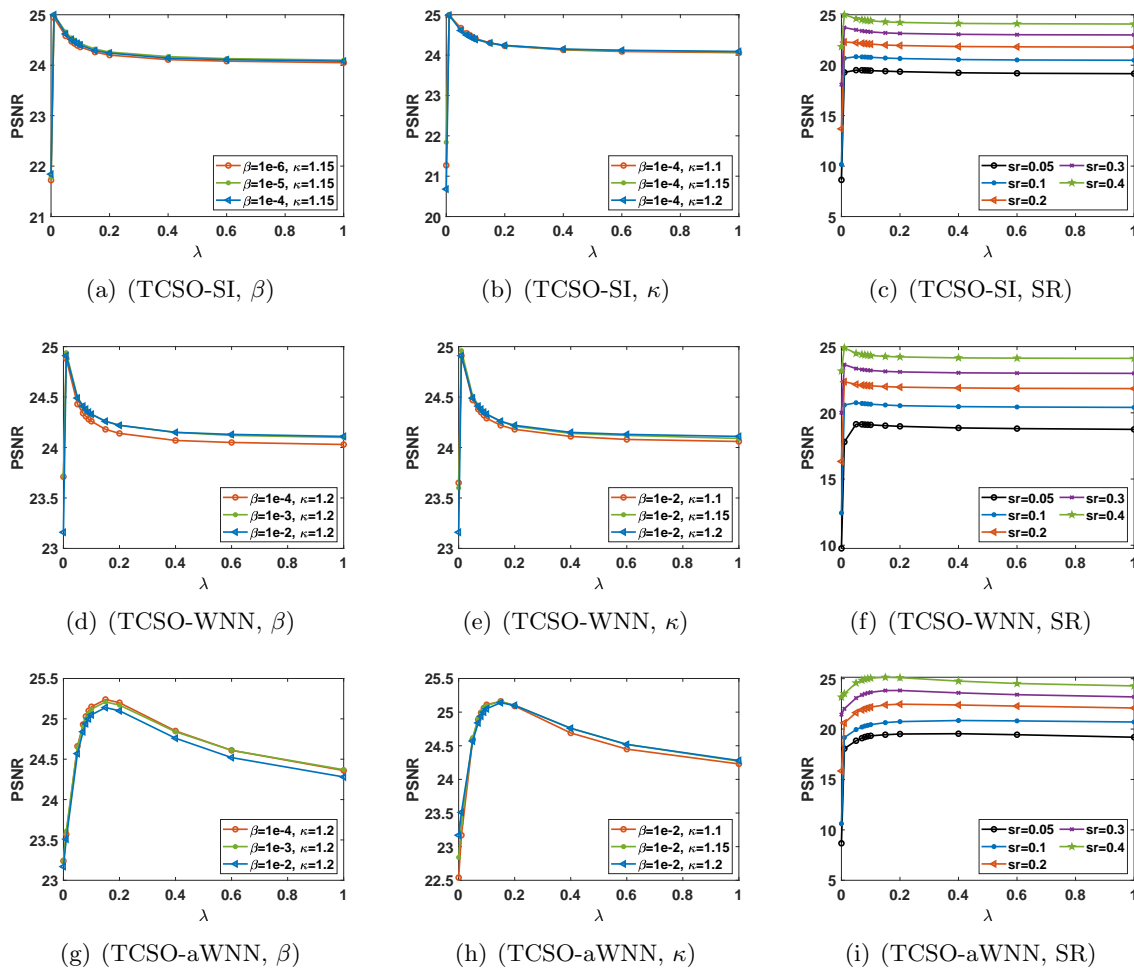 25
24
23
22
21
PSNR
0 0.2 0.4 0.6 0.8 1
λ
β=1e-6, κ=1.15
β=1e-5, κ=1.15
β=1e-4, κ=1.15
(a) (TCSO-SI, β)
25
24
23
22
21
20
PSNR
0 0.2 0.4 0.6 0.8 1
λ
β=1e-4, κ=1.1
β=1e-4, κ=1.15
β=1e-4, κ=1.2
(b) (TCSO-SI, κ)
25
20
15
10
5
PSNR
0 0.2 0.4 0.6 0.8 1
λ
sr=0.05 sr=0.3
sr=0.1 sr=0.4
sr=0.2
(c) (TCSO-SI, SR)
25
24.5
24
23.5
23
PSNR
0 0.2 0.4 0.6 0.8 1
λ
β=1e-4, κ=1.2
β=1e-3, κ=1.2
β=1e-2, κ=1.2
(d) (TCSO-WNN, β)
25
24.5
24
23.5
23
PSNR
0 0.2 0.4 0.6 0.8 1
λ
β=1e-2, κ=1.1
β=1e-2, κ=1.15
β=1e-2, κ=1.2
(e) (TCSO-WNN, κ)
25
20
15
10
PSNR
0 0.2 0.4 0.6 0.8 1
λ
sr=0.05 sr=0.3
sr=0.1 sr=0.4
sr=0.2
(f) (TCSO-WNN, SR)
25.5
25
24.5
24
23.5
23
PSNR
0 0.2 0.4 0.6 0.8 1
λ
β=1e-4, κ=1.2
β=1e-3, κ=1.2
β=1e-2, κ=1.2
(g) (TCSO-aWNN, β)
25.5
25
24.5
24
23.5
23
22.5
PSNR
0 0.2 0.4 0.6 0.8 1
λ
β=1e-2, κ=1.1
β=1e-2, κ=1.15
β=1e-2, κ=1.2
(h) (TCSO-aWNN, κ)
25
20
15
10
5
PSNR
0 0.2 0.4 0.6 0.8 1
λ
sr=0.05 sr=0.3
sr=0.1 sr=0.4
sr=0.2
(i) (TCSO-aWNN, SR)